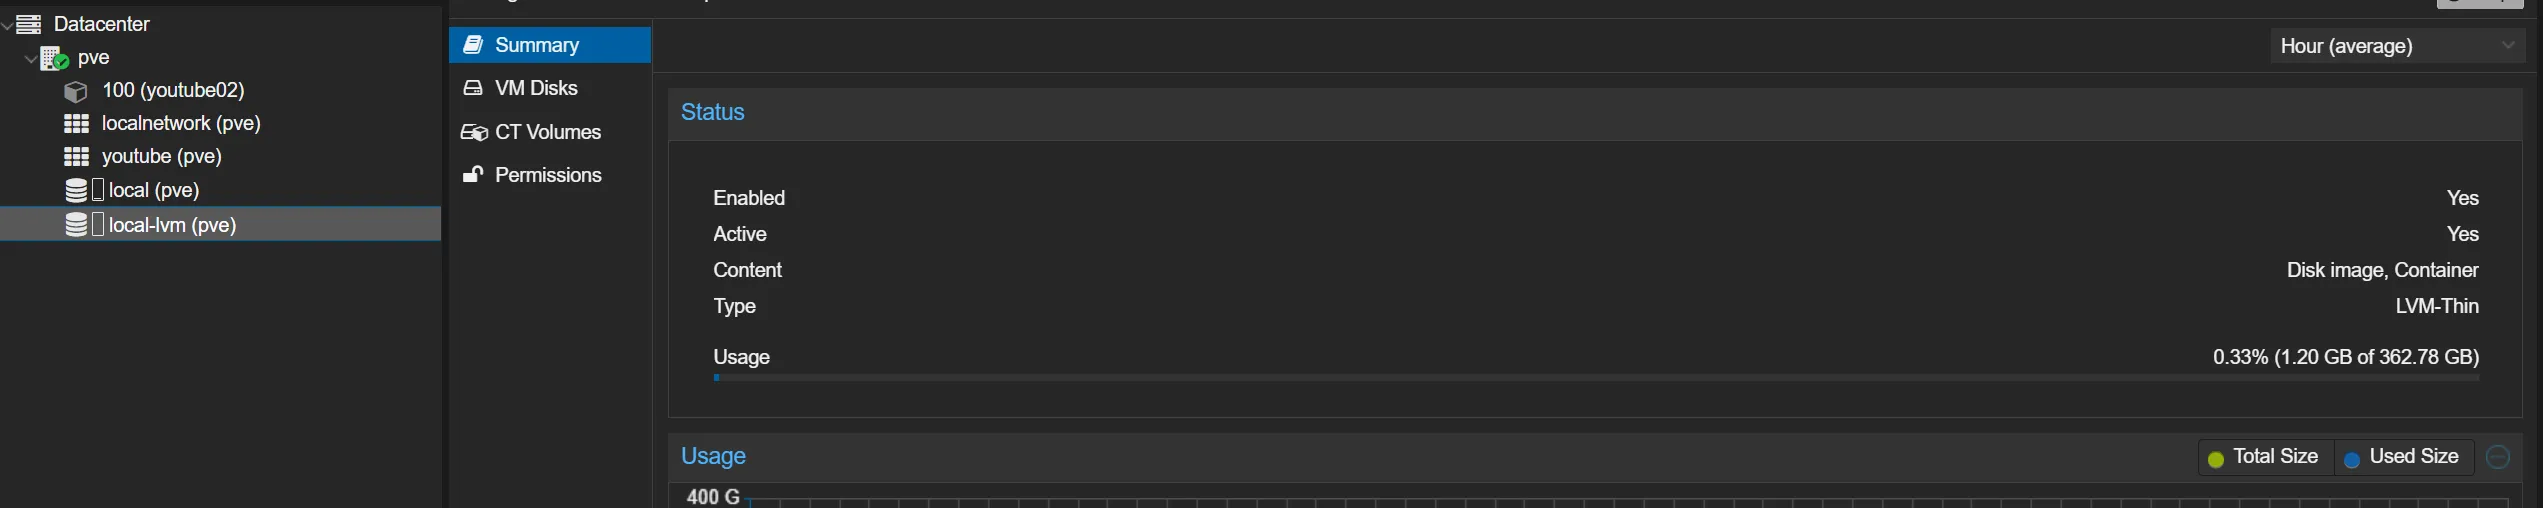 Datacenter
pve
100 (youtube02)
localnetwork (pve)
youtube (pve)
local (pve)
local-lvm (pve)
Summary
VM Disks
CT Volumes
Permissions
Hour (average)
Status
Enabled Yes
Active Yes
Content Disk image, Container
Type LVM-Thin
Usage 0.33% (1.20 GB of 362.78 GB)
Usage Total Size Used Size
400 G